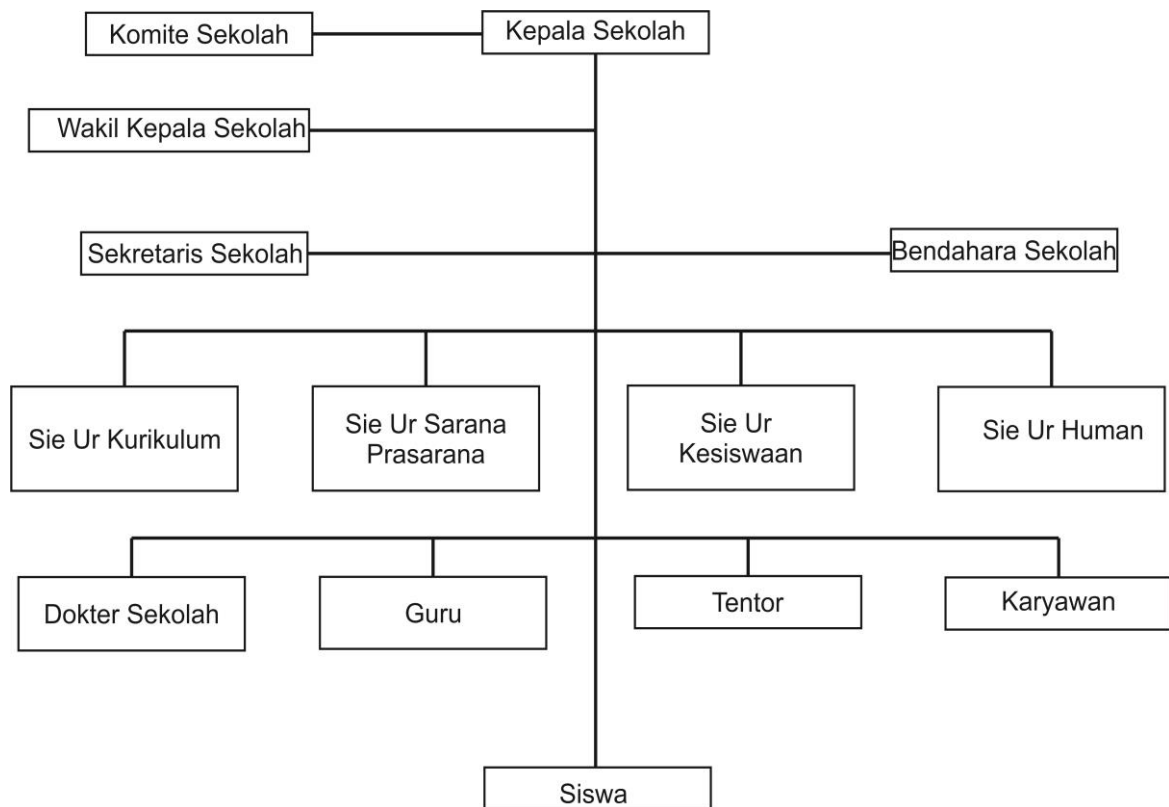 Komite Sekolah
Kepala Sekolah
Wakil Kepala Sekolah
Sekretaris Sekolah
Bendahara Sekolah
Sie Ur Kurikulum
Sie Ur Sarana
Prasarana
Sie Ur
Kesiswaan
Sie Ur Human
Dokter Sekolah
Guru
Tentor
Karyawan
Siswa